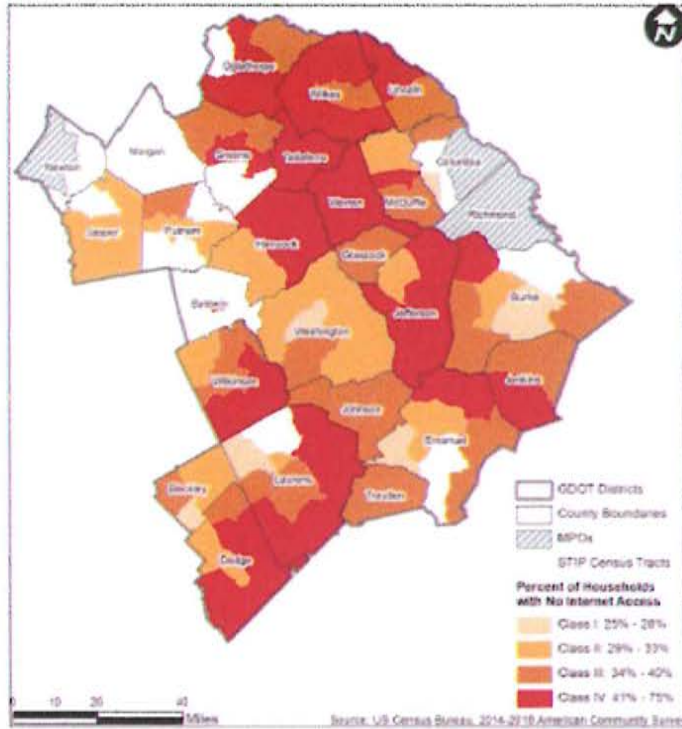 N
Oglethorpe
Wilkes
Lincoln
Newton
Morgan
Greene
Taliaferro
Columbia
Warren
McDuffie
Richmond
Jasper
Putnam
Hancock
Glascock
Baldwin
Burke
Washington
Jefferson
Wilkinson
Jenkins
Johnson
Emanuel
Laurens
Bleckley
Treutlen
Dodge
GDOT Districts
County Boundaries
MPOs
STIP Census Tracts
Percent of Households
with No Internet Access
Class I: 25% - 28%
Class II: 29% - 33%
Class III: 34% - 40%
Class IV: 41% - 75%
0 10 20 40
Miles
Source: US Census Bureau, 2014-2018 American Community Surve